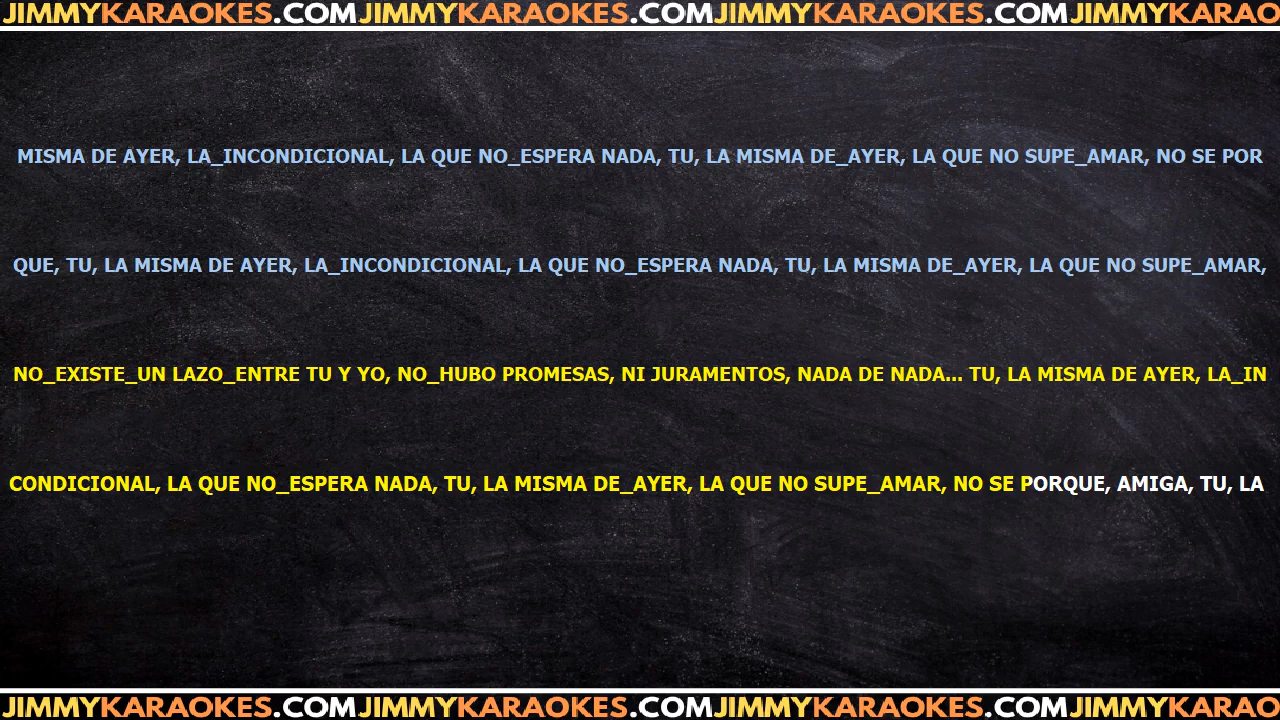 JIMMYKARAOKES.COMJIMMYKARAOKES.COMJIMMYKARAOKES.COMJIMMYKARAO
MISMA DE AYER, LA_INCONDICIONAL, LA QUE NO_ESPERA NADA, TU, LA MISMA DE_AYER, LA QUE NO SUPE_AMAR, NO SE POR
QUE, TU, LA MISMA DE AYER, LA_INCONDICIONAL, LA QUE NO_ESPERA NADA, TU, LA MISMA DE_AYER, LA QUE NO SUPE_AMAR,
NO_EXISTE_UN LAZO_ENTRE TU Y YO, NO_HUBO PROMESAS, NI JURAMENTOS, NADA DE NADA... TU, LA MISMA DE AYER, LA_IN
CONDICIONAL, LA QUE NO_ESPERA NADA, TU, LA MISMA DE_AYER, LA QUE NO SUPE_AMAR, NO SE PORQUE, AMIGA, TU, LA
JIMMYKARAOKES.COMJIMMYKARAOKES.COMJIMMYKARAOKES.COMJIMMYKARAO